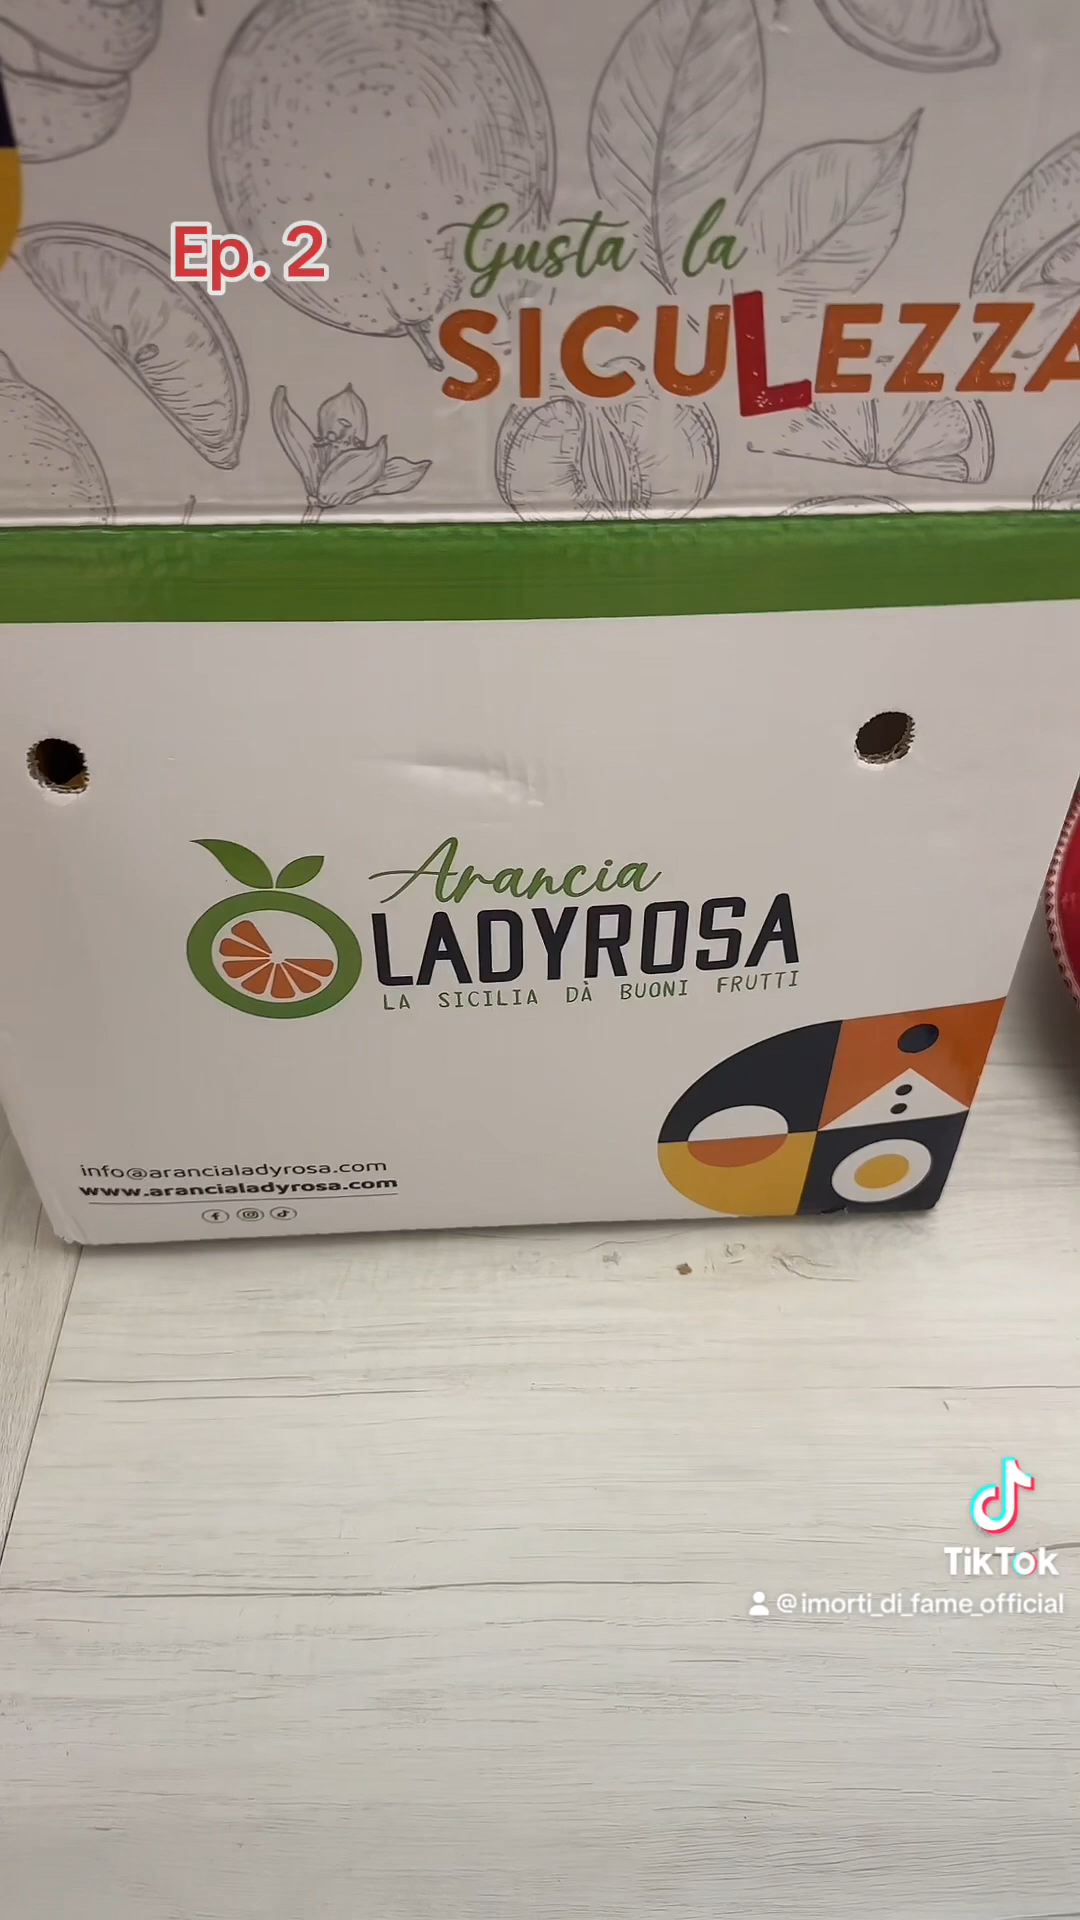 Ep. 2
Gusta la
SICULEZZA
Arancia
LADYROSA
LA SICILIA DÀ BUONI FRUTTI
info@arancialadyrosa.com
www.arancialadyrosa.com
TikTok
@imorti_di_fame_official